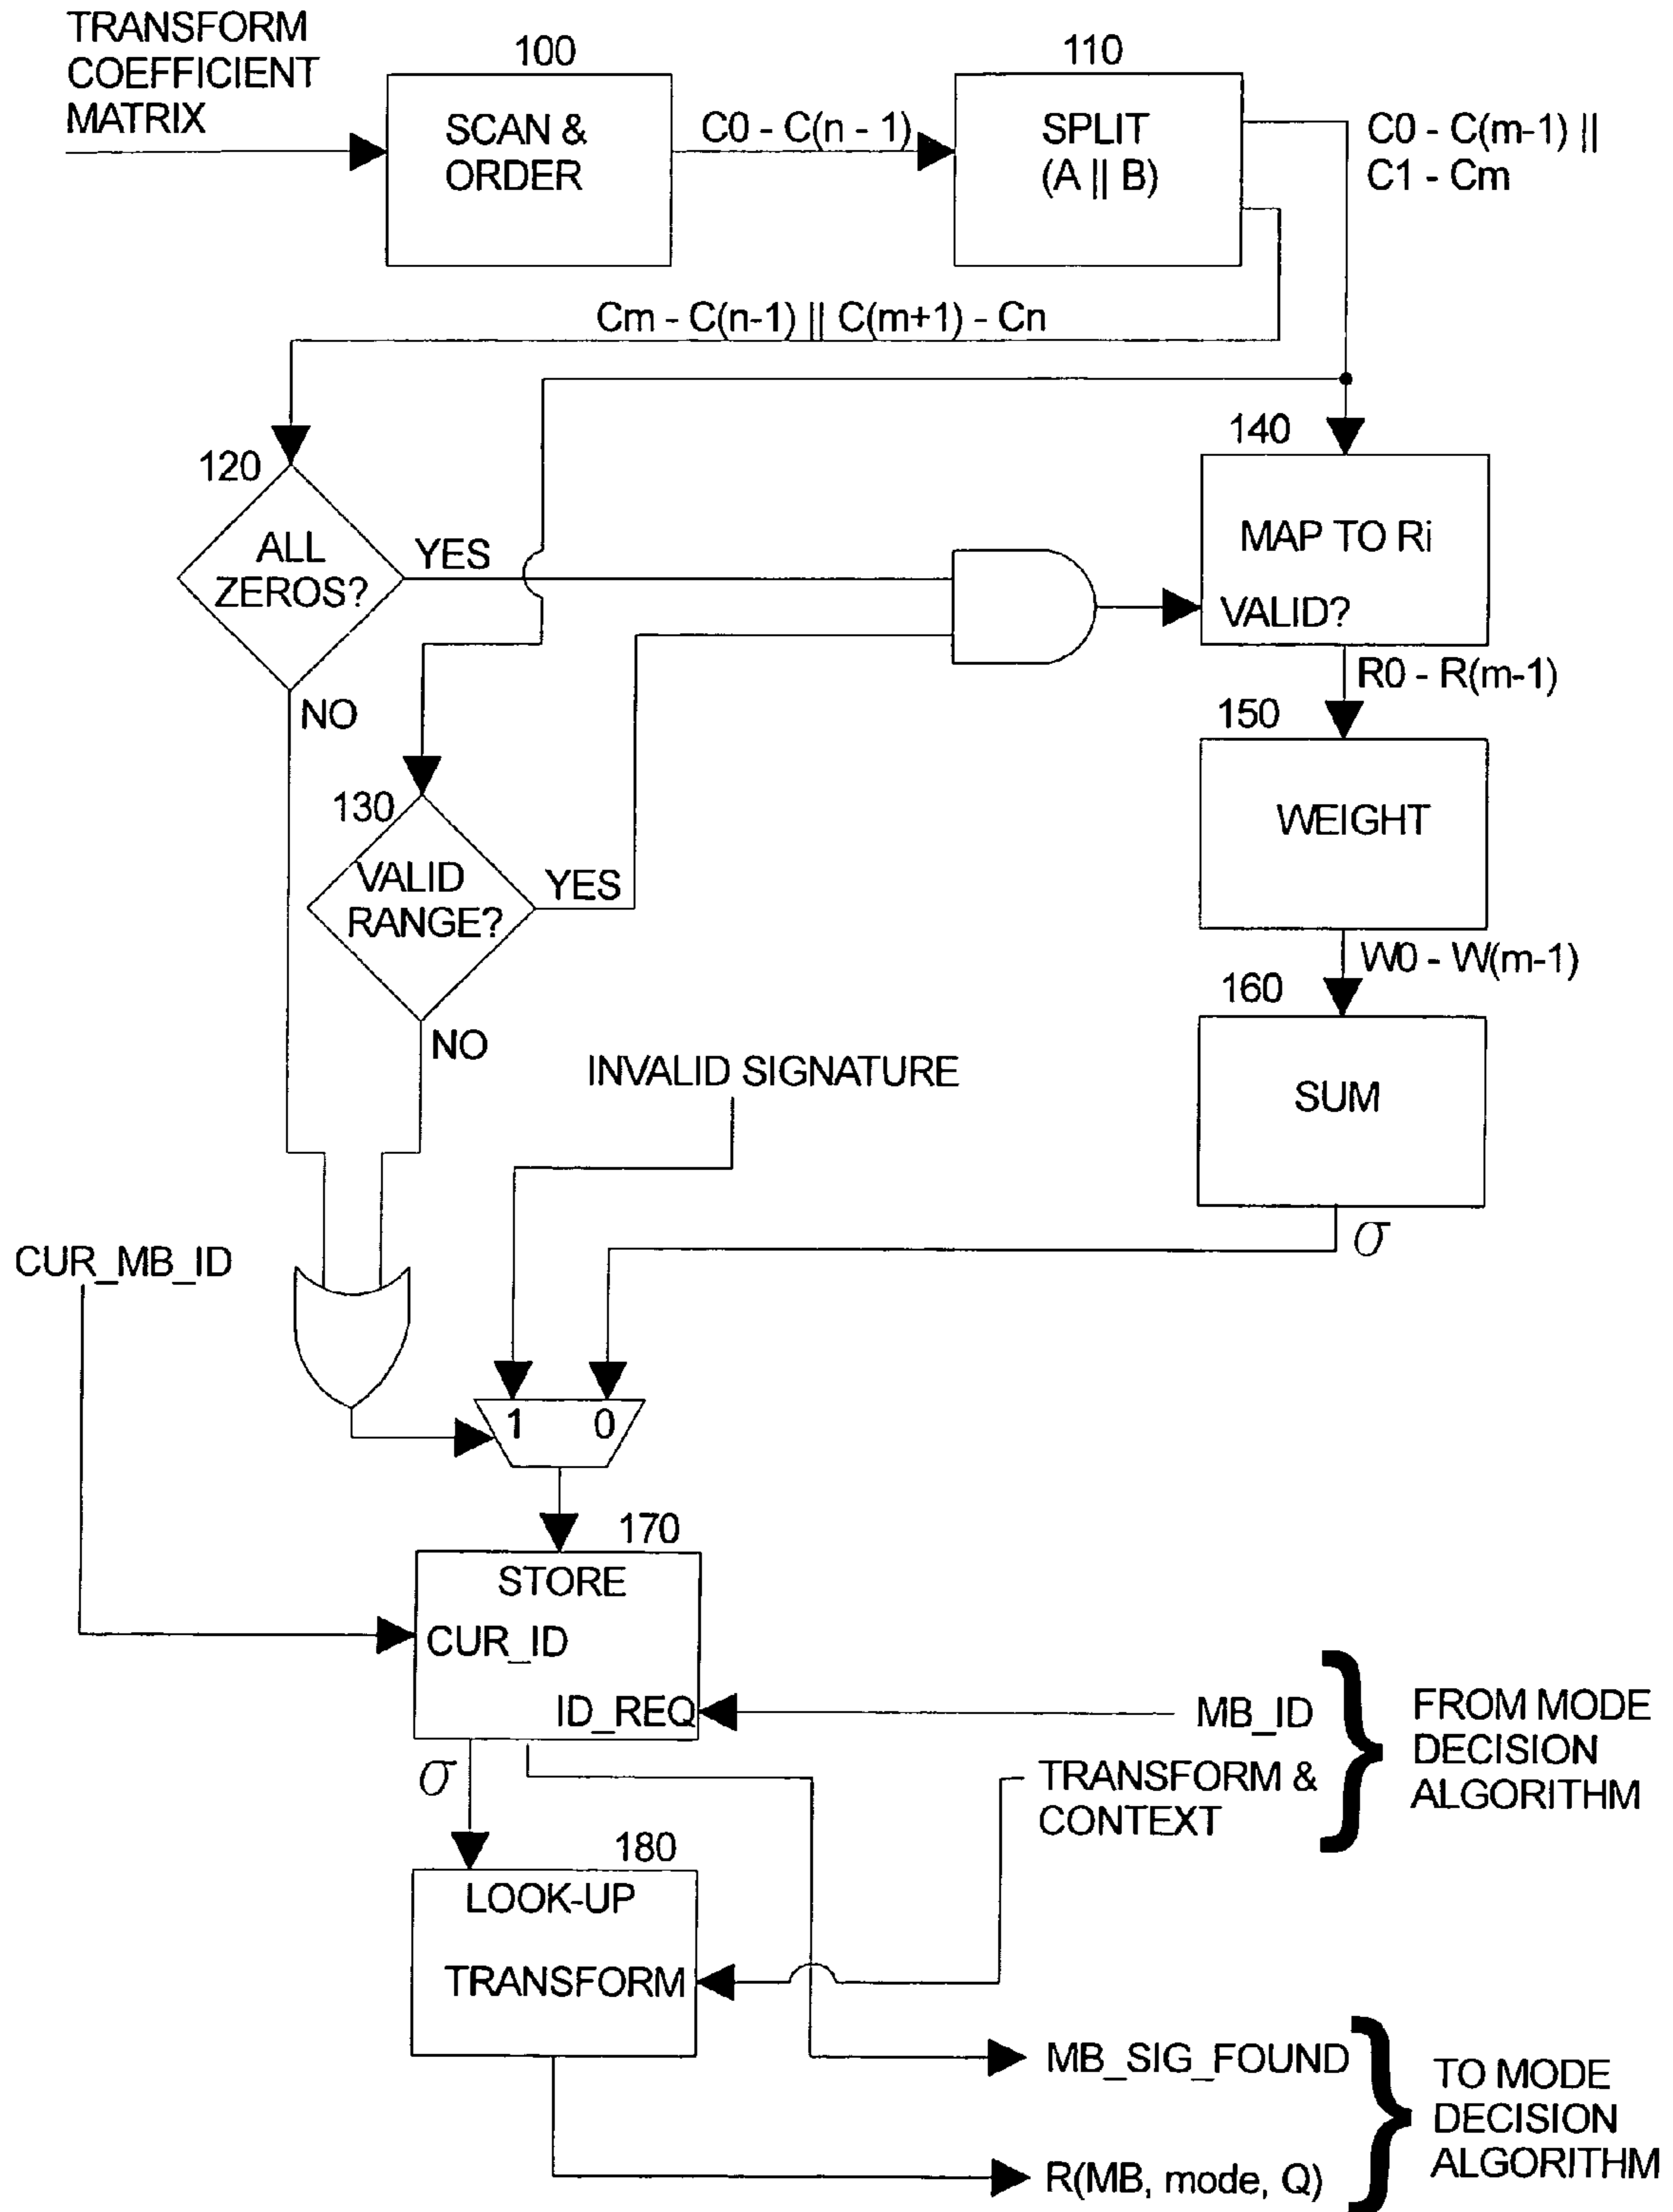 TRANSFORM
COEFFICIENT
MATRIX
100
SCAN &
ORDER
C0 - C(n - 1)
110
SPLIT
(A || B)
C0 - C(m-1) ||
C1 - Cm
Cm - C(n-1) || C(m+1) - Cn
120
ALL
ZEROS?
YES
NO
140
MAP TO Ri
VALID?
R0 - R(m-1)
130
VALID
RANGE?
YES
NO
150
WEIGHT
W0 - W(m-1)
160
SUM
σ
INVALID SIGNATURE
CUR_MB_ID
1 0
170
STORE
CUR_ID
ID_REQ
MB_ID
TRANSFORM &
CONTEXT
FROM MODE
DECISION
ALGORITHM
σ
180
LOOK-UP
TRANSFORM
MB_SIG_FOUND
R(MB, mode, Q)
TO MODE
DECISION
ALGORITHM